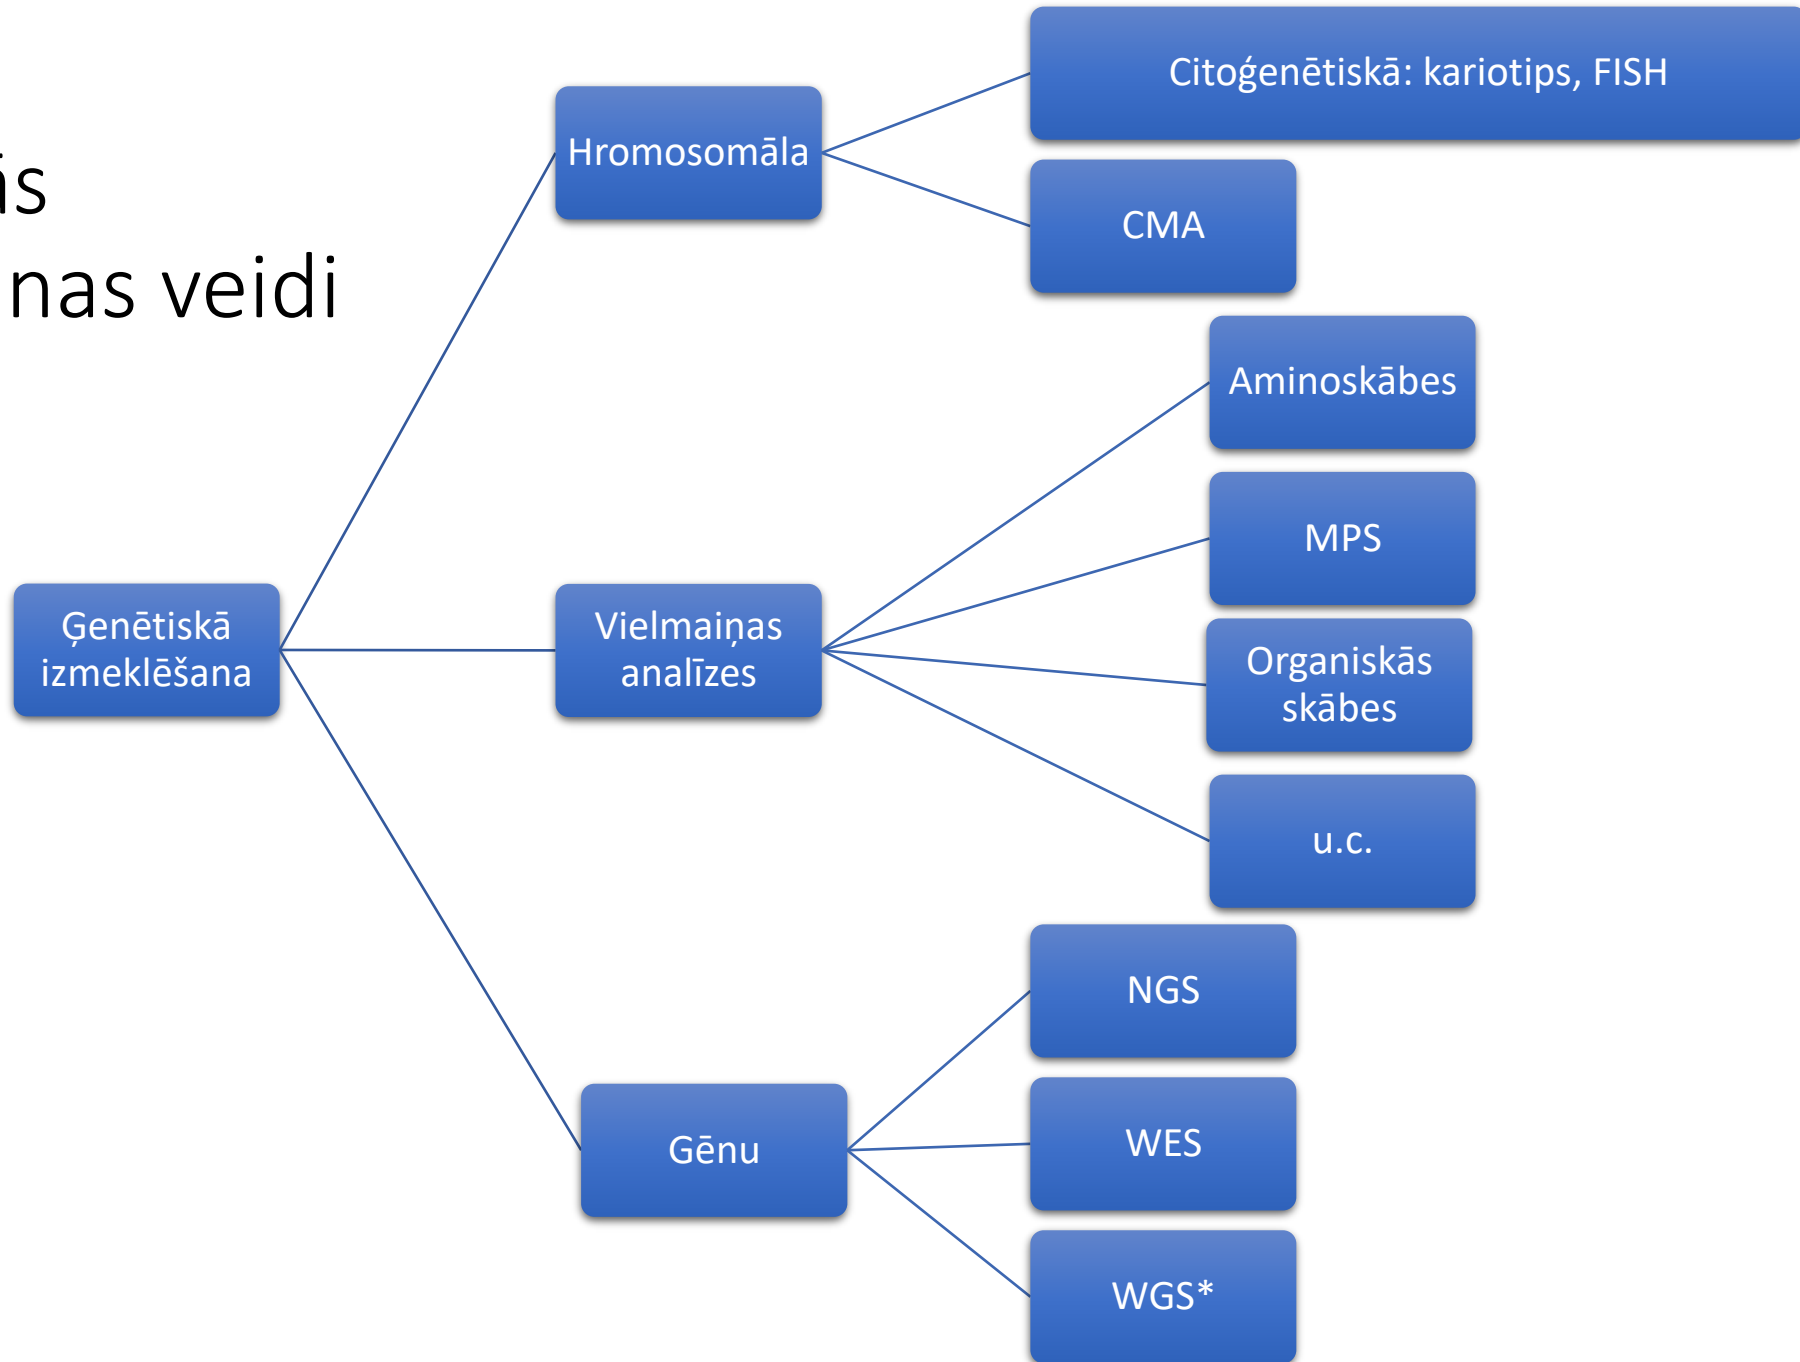 ās
nas veidi
Ģenētiskā
izmeklēšana
Hromosomāla
Citoģenētiskā: kariotips, FISH
CMA
Vielmaiņas
analīzes
Aminoskābes
MPS
Organiskās
skābes
u.c.
Gēnu
NGS
WES
WGS*